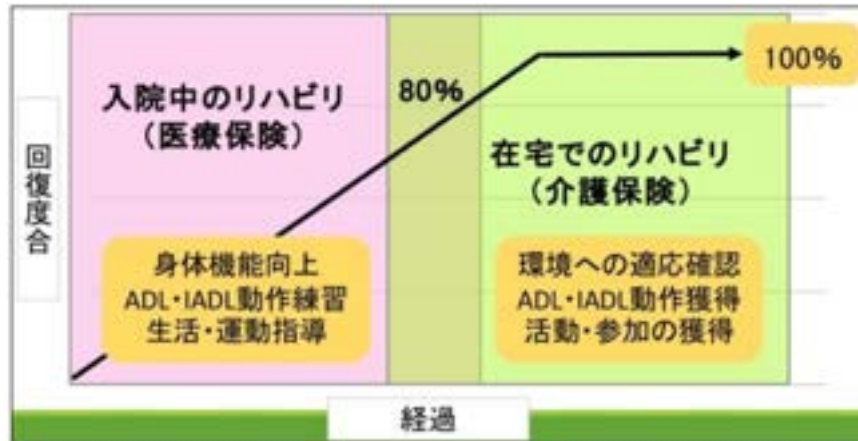 入院中のリハビリ
（医療保険）
80%
100%
在宅でのリハビリ
（介護保険）
回復度合
身体機能向上
ADL・IADL動作練習
生活・運動指導
環境への適応確認
ADL・IADL動作獲得
活動・参加の獲得
経過